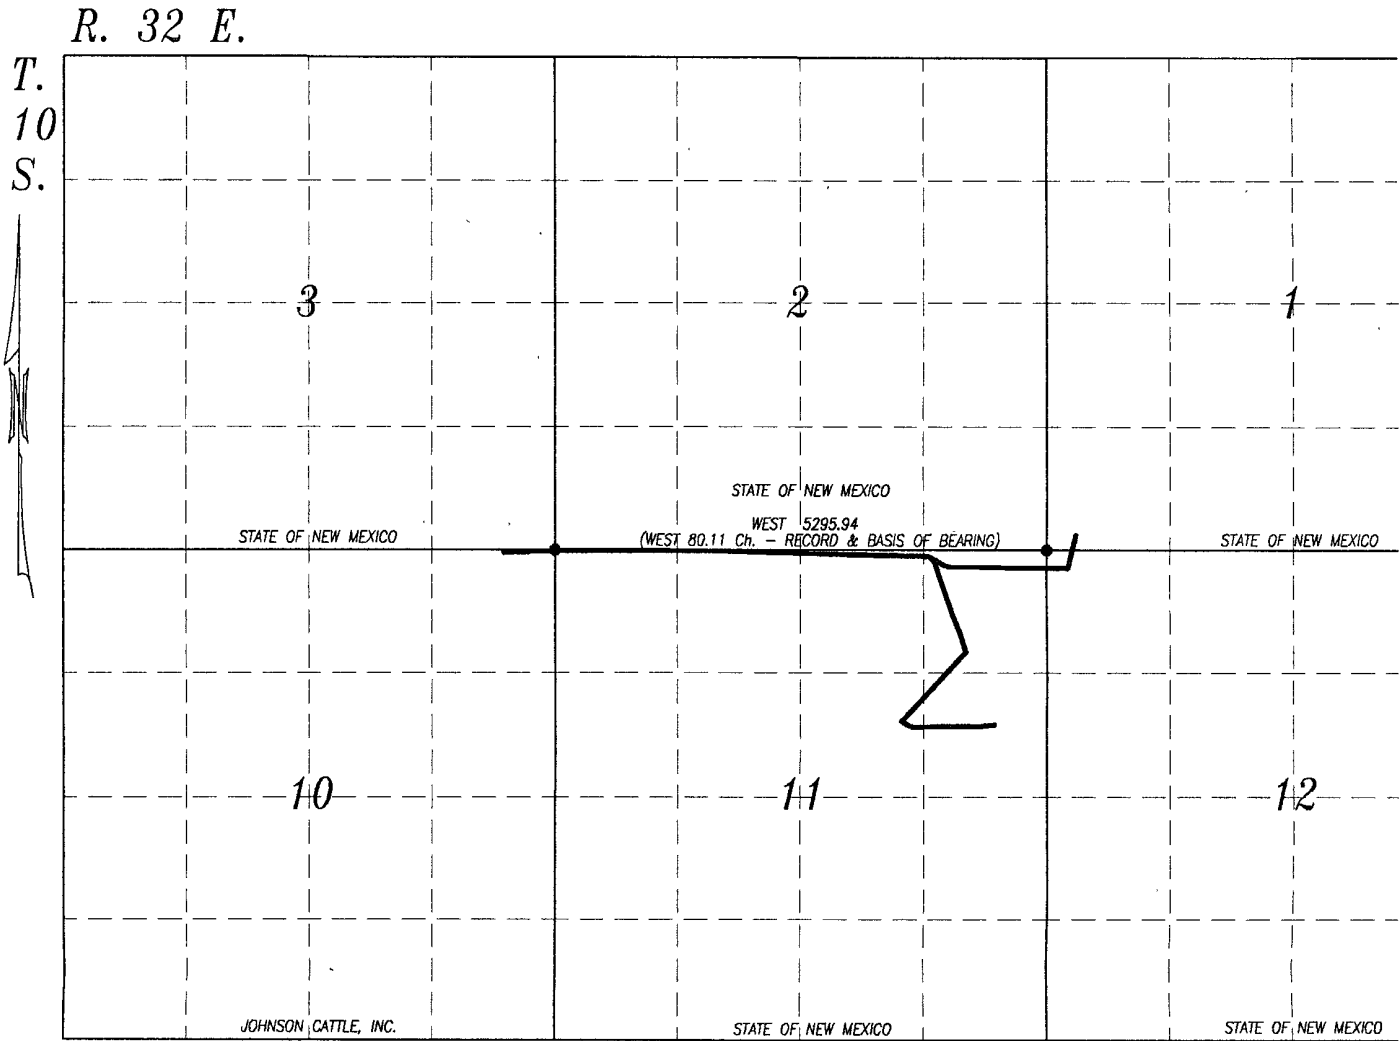 R. 32 E.
T.
10
S.
3
2
1
N
STATE OF NEW MEXICO
WEST 5295.94
(WEST 80.11 Ch. – RECORD & BASIS OF BEARING)
STATE OF NEW MEXICO
STATE OF NEW MEXICO
10
11
12
JOHNSON CATTLE, INC.
STATE OF NEW MEXICO
STATE OF NEW MEXICO